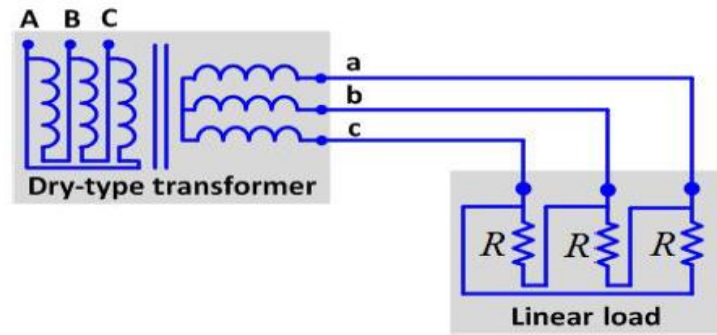 A B C
a
b
c
Dry-type transformer
R R R
Linear load